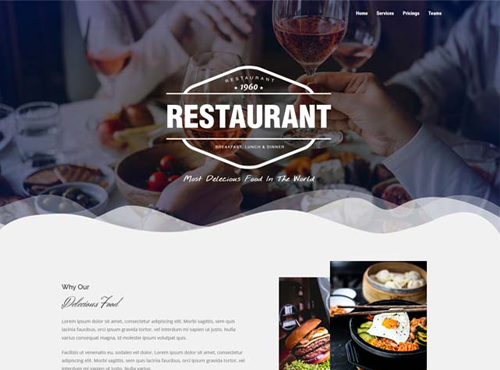 Home Services Pricings Teams
RESTAURANT
1960
RESTAURANT
BREAKFAST, LUNCH & DINNER
Most Delecious Food In The World
Why Our
Delecious Food
Lorem ipsum dolor sit amet, consectetur adipiscing elit. Morbi sagittis, sem quis
lacinia faucibus, orci ipsum gravida tortor, vel interdum mi sapien ut justo. Nulla
varius consequat magna, id molestie ipsum volutpat quis.
Facilisis ut venenatis eu, sodales vel dolor. Lorem ipsum dolor sit amet,
consectetur adipiscing elit. Morbi sagittis, sem quis lacinia faucibus, orci ipsum
gravida tortor, vel interdum mi sapien ut justo. Nulla varius consequat